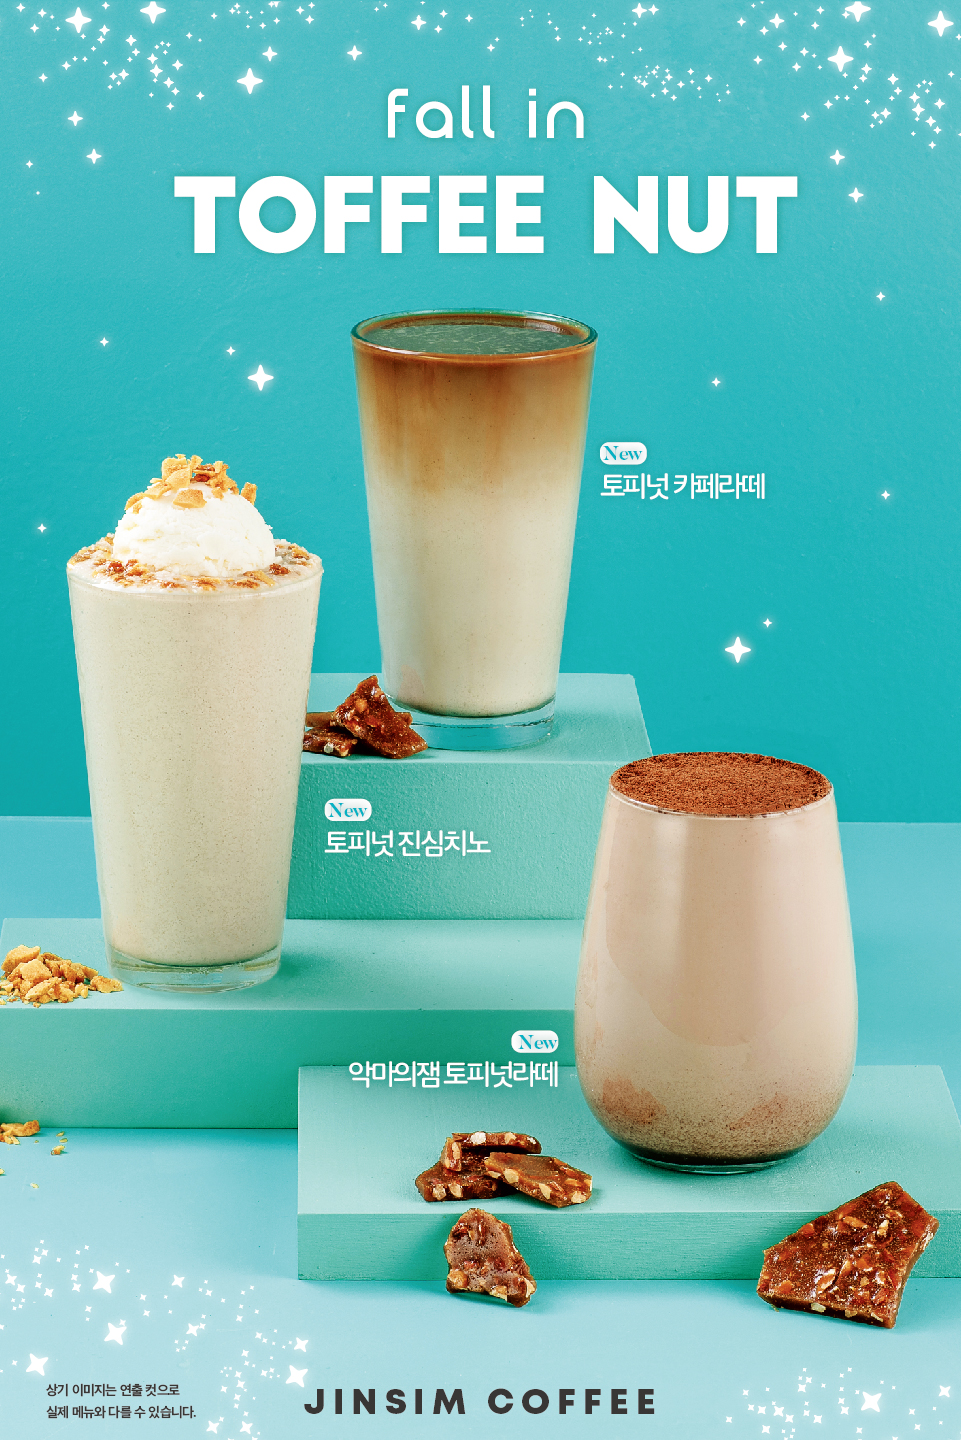 fall in
TOFFEE NUT
New
토피넛 카페라떼
New
토피넛 진심치노
New
악마의잼 토피넛라떼
상기 이미지는 연출 컷으로
실제 메뉴와 다를 수 있습니다.
JINSIM COFFEE